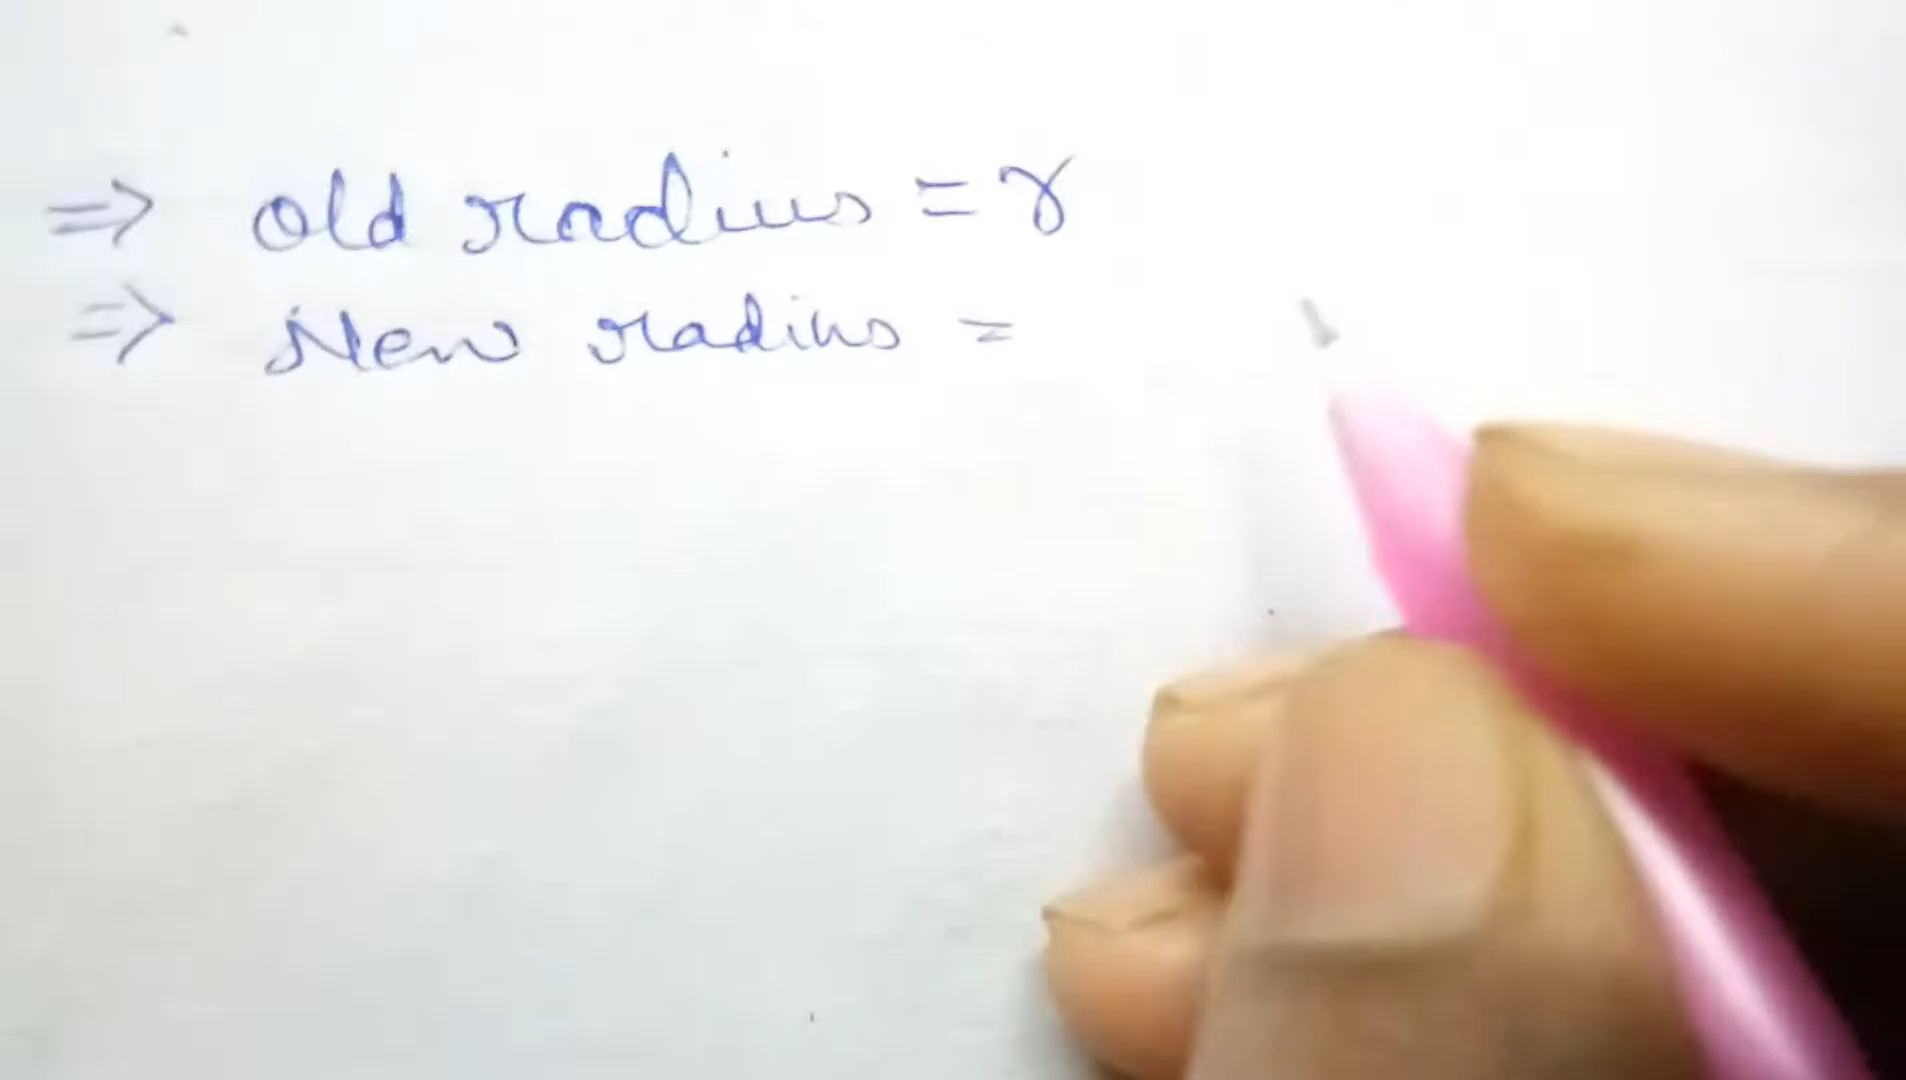 ⇒ old radius = r
⇒ New radius =